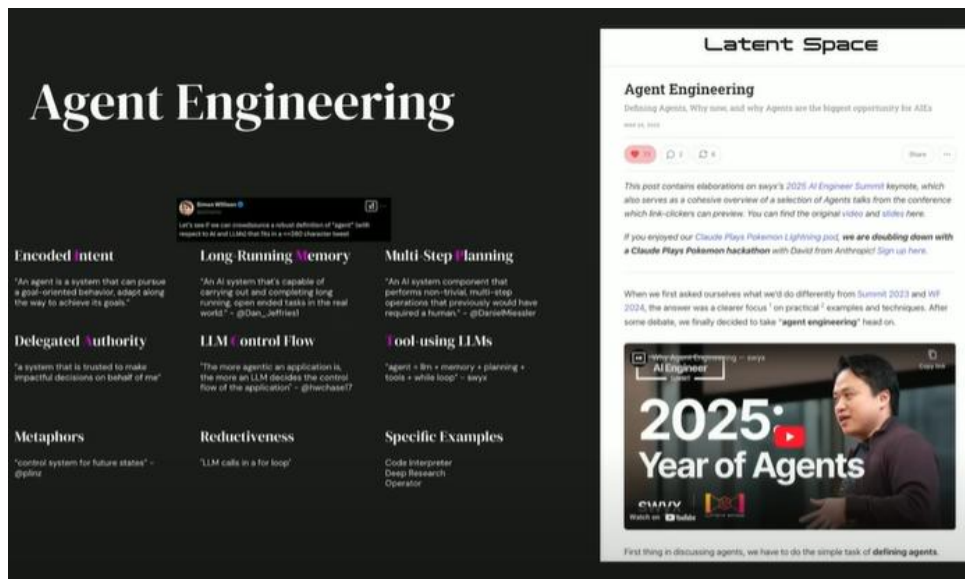 Agent Engineering
Simon Willison
Let's see if we can crowdsource a robust definition of "agent" (with
respect to AI and LLMs) that fits in a <=280 character tweet
Encoded Intent
"An agent is a system that can pursue
a goal-oriented behavior, adapt along
the way to achieve its goals."
Long-Running Memory
"An AI system that's capable of
carrying out and completing long
running, open ended tasks in the real
world." - @Dan_Jeffries1
Multi-Step Planning
"An AI system component that
performs non-trivial, multi-step
operations that previously would have
required a human." - @DanielMiessler
Delegated Authority
"a system that is trusted to make
impactful decisions on behalf of me"
LLM Control Flow
"The more agentic an application is,
the more an LLM decides the control
flow of the application" - @hwchase17
Tool-using LLMs
"agent = llm + memory + planning +
tools + while loop" - swyx
Metaphors
"control system for future states" -
@plinz
Reductiveness
"LLM calls in a for loop"
Specific Examples
Code Interpreter
Deep Research
Operator
Latent Space
Agent Engineering
Defining Agents, Why now, and why Agents are the biggest opportunity for AIEs
Share
This post contains elaborations on swyx's 2025 AI Engineer Summit keynote, which
also serves as a cohesive overview of a selection of Agents talks from the conference
which link-clickers can preview. You can find the original video and slides here.
If you enjoyed our Claude Plays Pokemon Lightning pod, we are doubling down with
a Claude Plays Pokemon hackathon with David from Anthropic! Sign up here.
When we first asked ourselves what we'd do differently from Summit 2023 and WF
2024, the answer was a clearer focus 1 on practical 2 examples and techniques. After
some debate, we finally decided to take "agent engineering" head on.
Why Agent Engineering — swyx
Copy link
AI Engineer
SUMMIT
2025:
Year of Agents
SWYX
Watch on YouTube
First thing in discussing agents, we have to do the simple task of defining agents.